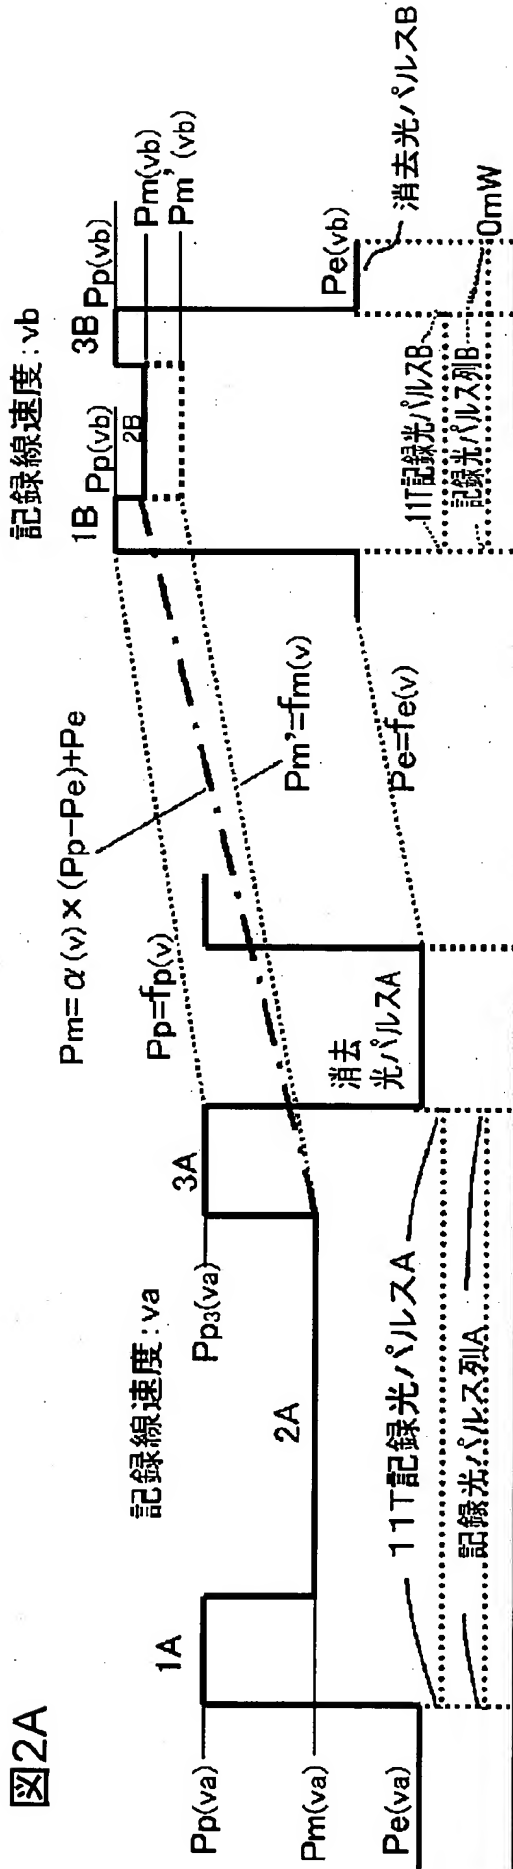 図2A
記録線速度:va
記録線速度:vb
1A
2A
3A
Pp(va)
Pm(va)
Pe(va)
Pp3(va)
11T記録光パルスA
記録光パルス列A
消去
光パルスA
Pm=α(v)×(Pp-Pe)+Pe
Pp=fp(v)
Pm'=fm(v)
Pe=fe(v)
1B
Pp(vb)
2B
3B
Pp(vb)
Pm(vb)
Pm'(vb)
Pe(vb)
消去光パルスB
11T記録光パルスB
記録光パルス列B
0mW